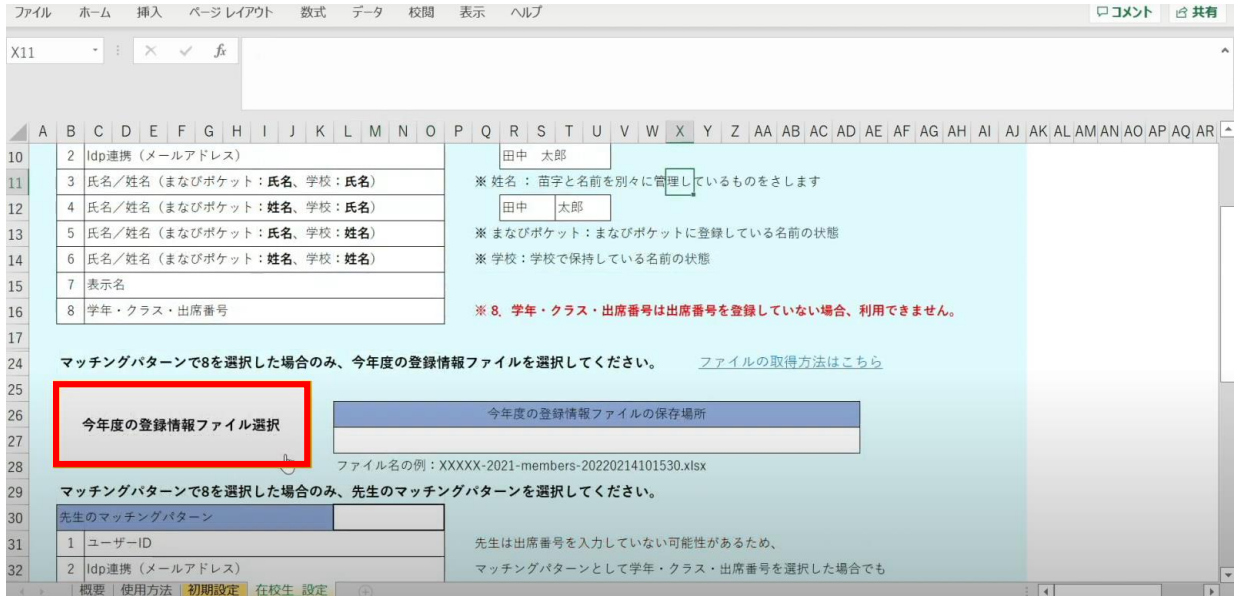 ファイル ホーム 挿入 ページ レイアウト 数式 データ 校閲 表示 ヘルプ コメント 共有
X11 fx
A B C D E F G H I J K L M N O P Q R S T U V W X Y Z AA AB AC AD AE AF AG AH AI AJ AK AL AM AN AO AP AQ AR
10 2 Idp連携（メールアドレス） 田中 太郎
11 3 氏名／姓名（まなびポケット：氏名、学校：氏名） ※ 姓名 ： 苗字と名前を別々に管理しているものをさします
12 4 氏名／姓名（まなびポケット：姓名、学校：氏名） 田中 太郎
13 5 氏名／姓名（まなびポケット：氏名、学校：姓名） ※ まなびポケット：まなびポケットに登録している名前の状態
14 6 氏名／姓名（まなびポケット：姓名、学校：姓名） ※ 学校：学校で保持している名前の状態
15 7 表示名
16 8 学年・クラス・出席番号 ※ 8．学年・クラス・出席番号は出席番号を登録していない場合、利用できません。
17
24 マッチングパターンで8を選択した場合のみ、今年度の登録情報ファイルを選択してください。 ファイルの取得方法はこちら
25
26 今年度の登録情報ファイルの保存場所
今年度の登録情報ファイル選択
27
28 ファイル名の例：XXXXX-2021-members-20220214101530.xlsx
29 マッチングパターンで8を選択した場合のみ、先生のマッチングパターンを選択してください。
30 先生のマッチングパターン
31 1 ユーザーID 先生は出席番号を入力していない可能性があるため、
32 2 Idp連携（メールアドレス） マッチングパターンとして学年・クラス・出席番号を選択した場合でも
概要 使用方法 初期設定 在校生_設定